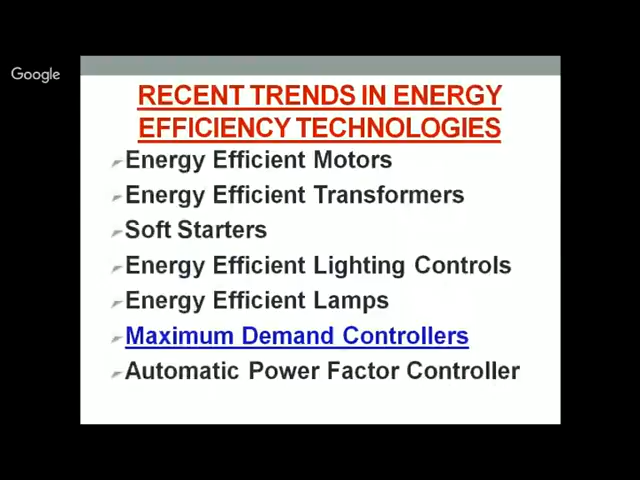 Google
RECENT TRENDS IN ENERGY
EFFICIENCY TECHNOLOGIES
Energy Efficient Motors
Energy Efficient Transformers
Soft Starters
Energy Efficient Lighting Controls
Energy Efficient Lamps
Maximum Demand Controllers
Automatic Power Factor Controller